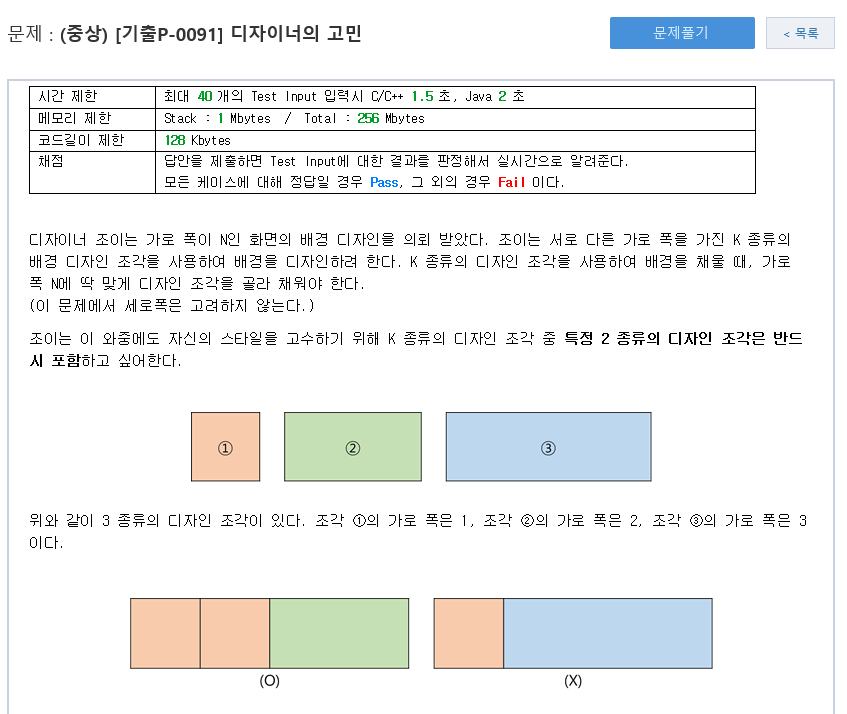 문제 : (중상) [기출P-0091] 디자이너의 고민
문제풀기
< 목록
시간 제한 최대 40개의 Test Input 입력시 C/C++ 1.5초, Java 2 초
메모리 제한 Stack : 1 Mbytes / Total : 256 Mbytes
코드길이 제한 128 Kbytes
채점 답안을 제출하면 Test Input에 대한 결과를 판정해서 실시간으로 알려준다.
모든 케이스에 대해 정답일 경우 Pass, 그 외의 경우 Fail 이다.
디자이너 조이는 가로 폭이 N인 화면의 배경 디자인을 의뢰 받았다. 조이는 서로 다른 가로 폭을 가진 K 종류의
배경 디자인 조각을 사용하여 배경을 디자인하려 한다. K 종류의 디자인 조각을 사용하여 배경을 채울 때, 가로
폭 N에 딱 맞게 디자인 조각을 골라 채워야 한다.
(이 문제에서 세로폭은 고려하지 않는다.)
조이는 이 와중에도 자신의 스타일을 고수하기 위해 K 종류의 디자인 조각 중 특정 2 종류의 디자인 조각은 반드
시 포함하고 싶어한다.
① ② ③
위와 같이 3 종류의 디자인 조각이 있다. 조각 ①의 가로 폭은 1, 조각 ②의 가로 폭은 2, 조각 ③의 가로 폭은 3
이다.
(O) (X)